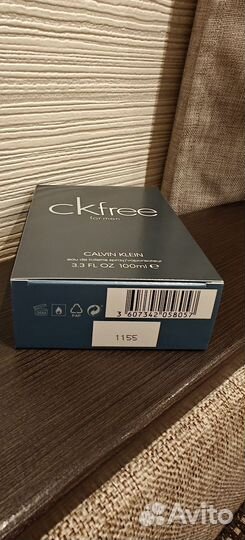 ckfree
for men
CALVIN KLEIN
eau de toilette spray/vaporisateur
3.3 FL OZ 100ml ℮
3 607342 058057
PAP
1155
Avito